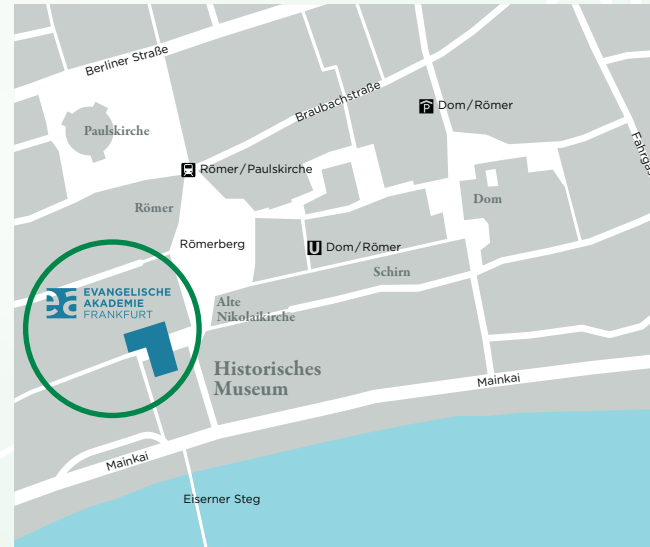 Berliner Straße
Braubachstraße
P
Dom/Römer
Paulskirche
Römer/Paulskirche
Fahrgas
Römer
Dom
Römerberg
U Dom/Römer
Schirn
ea EVANGELISCHE
AKADEMIE
FRANKFURT
Alte
Nikolaikirche
Historisches
Museum
Mainkai
Mainkai
Eiserner Steg